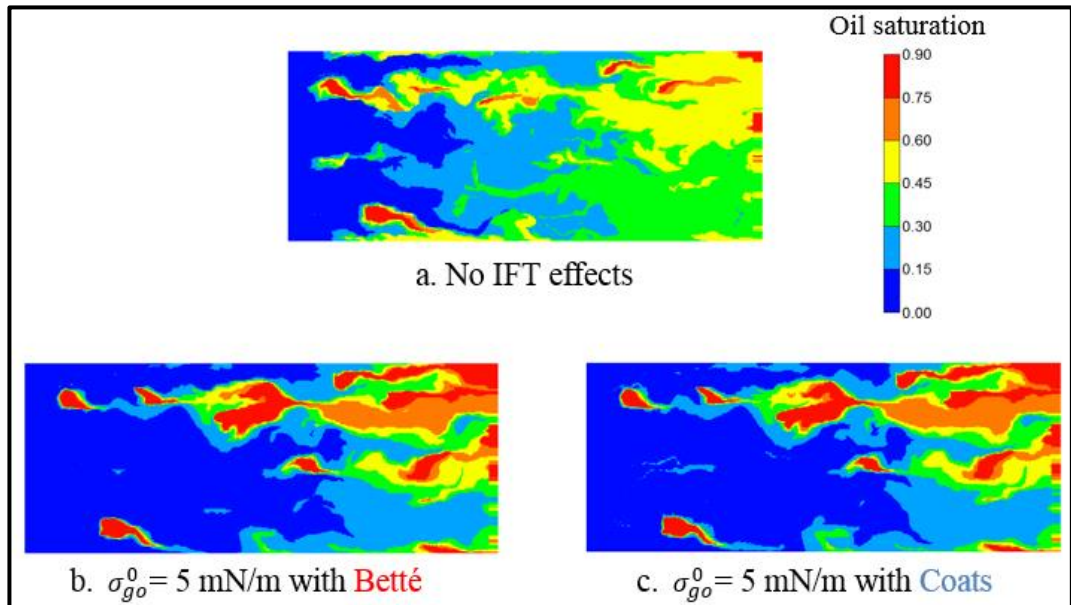 Oil saturation
0.90
0.75
0.60
0.45
0.30
0.15
0.00
a. No IFT effects
b. σ⁰go = 5 mN/m with Betté
c. σ⁰go = 5 mN/m with Coats